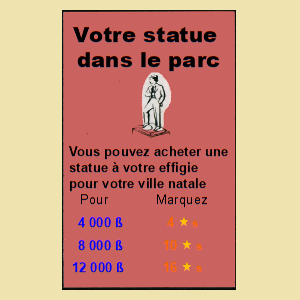 Votre statue
dans le parc
Vous pouvez acheter une
statue à votre effigie
pour votre ville natale
Pour Marquez
4 000 ß 4 ★ s
8 000 ß 10 ★ s
12 000 ß 15 ★ s